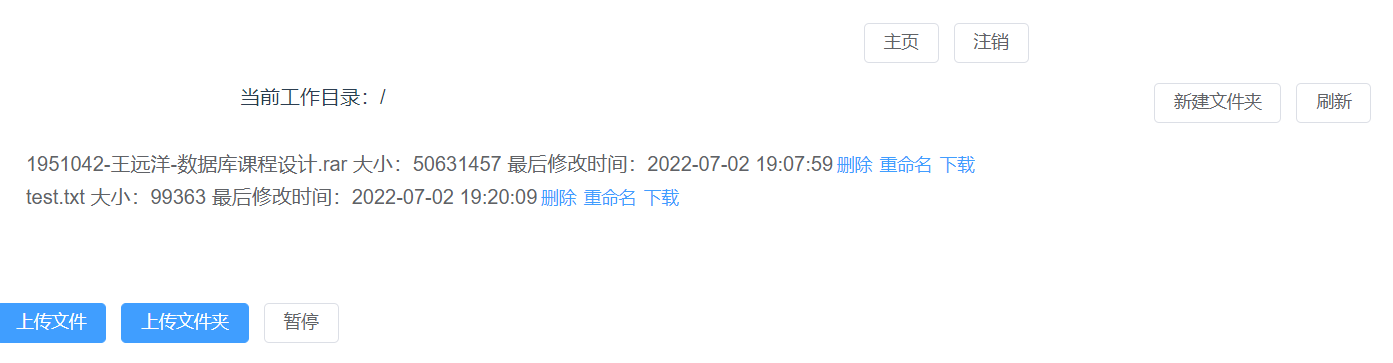 主页 注销
当前工作目录：/ 新建文件夹 刷新
1951042-王远洋-数据库课程设计.rar 大小：50631457 最后修改时间：2022-07-02 19:07:59 删除 重命名 下载
test.txt 大小：99363 最后修改时间：2022-07-02 19:20:09 删除 重命名 下载
上传文件 上传文件夹 暂停